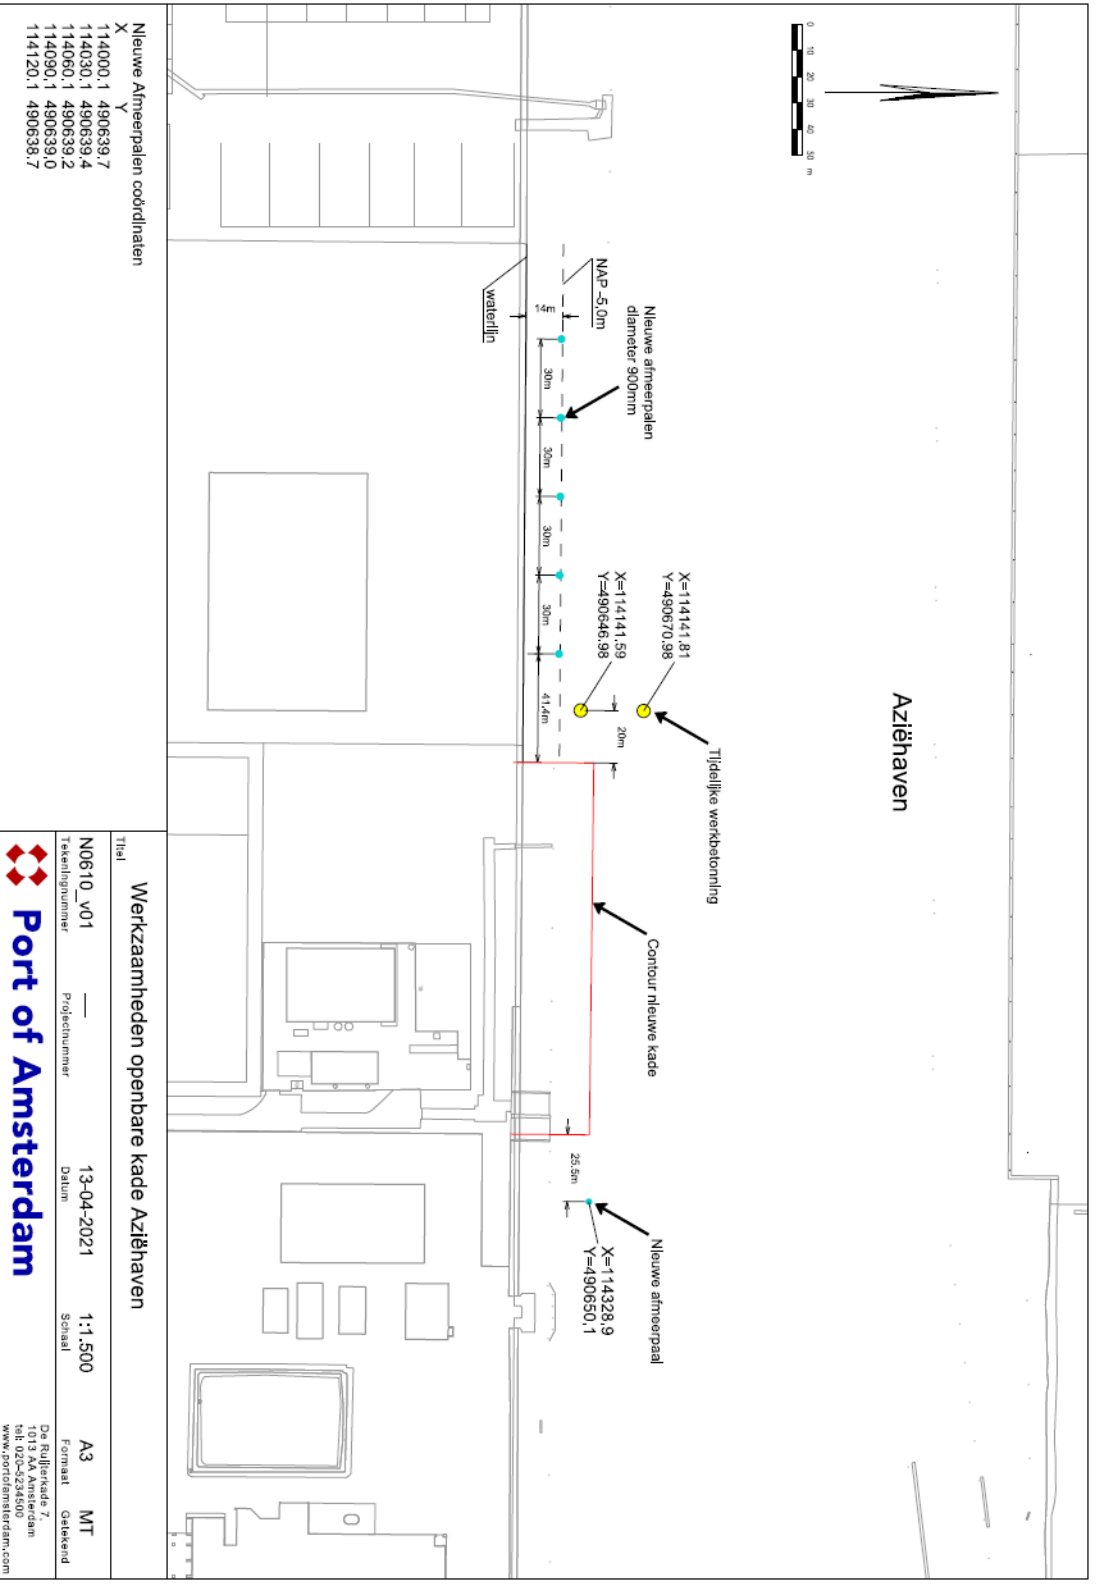 Aziëhaven
0 10 20 30 40 50 m
Nieuwe afmeerpalen
diameter 900mm
NAP -5,0m
waterlijn
14m
30m
30m
30m
30m
41,4m
20m
X=114141.81
Y=490670.98
X=114141.59
Y=490646.98
Tijdelijke werkbetonning
Contour nieuwe kade
25.5m
Nieuwe afmeerpaal
X=114328,9
Y=490650,1
Nieuwe Afmeerpalen coördinaten
X Y
114000.1 490639.7
114030.1 490639.4
114060.1 490639.2
114090.1 490639.0
114120.1 490638.7
Titel
Werkzaamheden openbare kade Aziëhaven
N0610_v01 — 13-04-2021 1:1.500 A3 MT
Tekeningnummer Projectnummer Datum Schaal Formaat Getekend
Port of Amsterdam
De Ruijterkade 7,
1013 AA Amsterdam
tel: 020-5234500
www.portofamsterdam.com